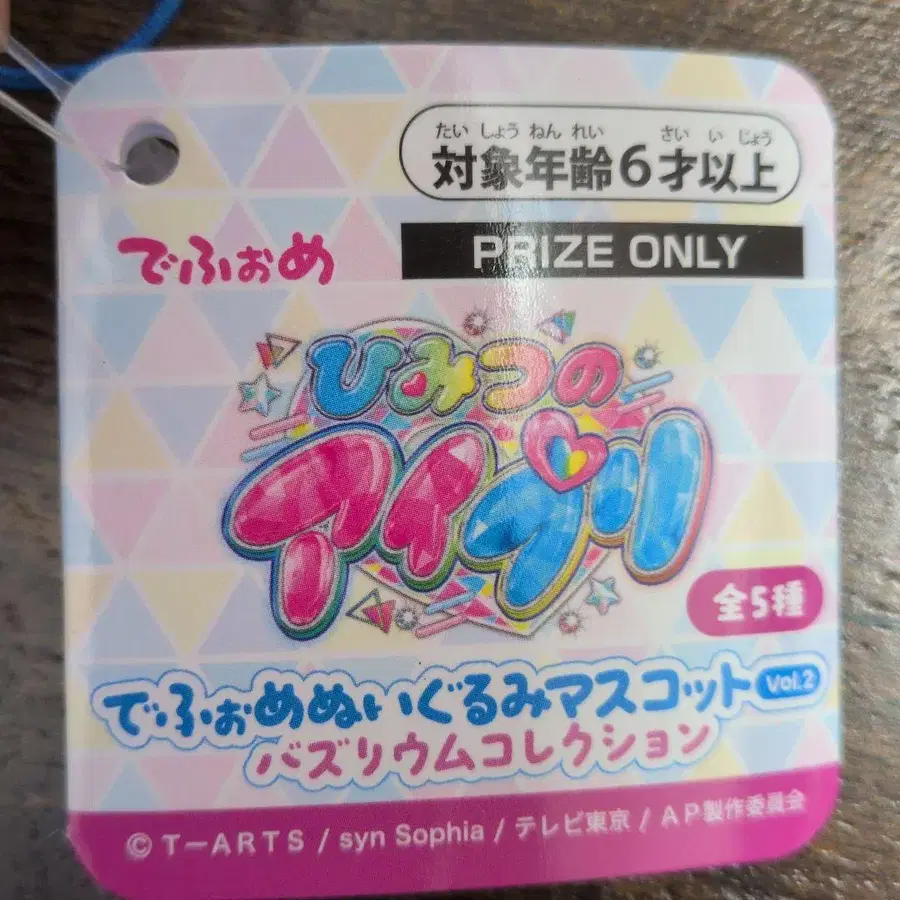 たいしょうねんれい さいいじょう
対象年齢6才以上
でふぉめ
PRIZE ONLY
ひみつの
アイプリ
全5種
でふぉめぬいぐるみマスコット Vol.2
バズリウムコレクション
© T-ARTS / syn Sophia / テレビ東京 / AP製作委員会